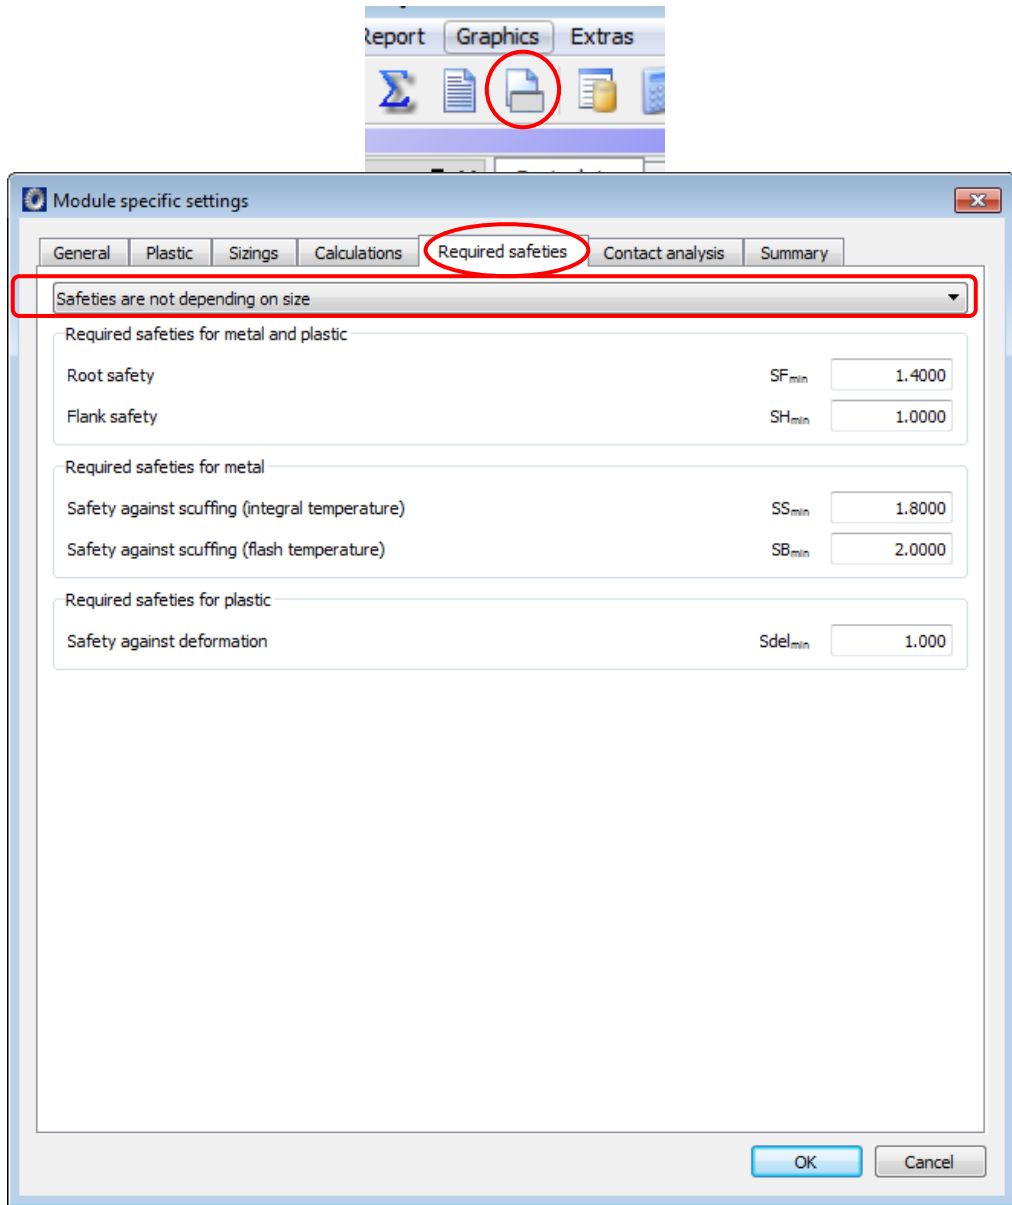 Report Graphics Extras
Module specific settings
General Plastic Sizings Calculations Required safeties Contact analysis Summary
Safeties are not depending on size
Required safeties for metal and plastic
Root safety SFmin 1.4000
Flank safety SHmin 1.0000
Required safeties for metal
Safety against scuffing (integral temperature) SSmin 1.8000
Safety against scuffing (flash temperature) SBmin 2.0000
Required safeties for plastic
Safety against deformation Sdelmin 1.000
OK Cancel